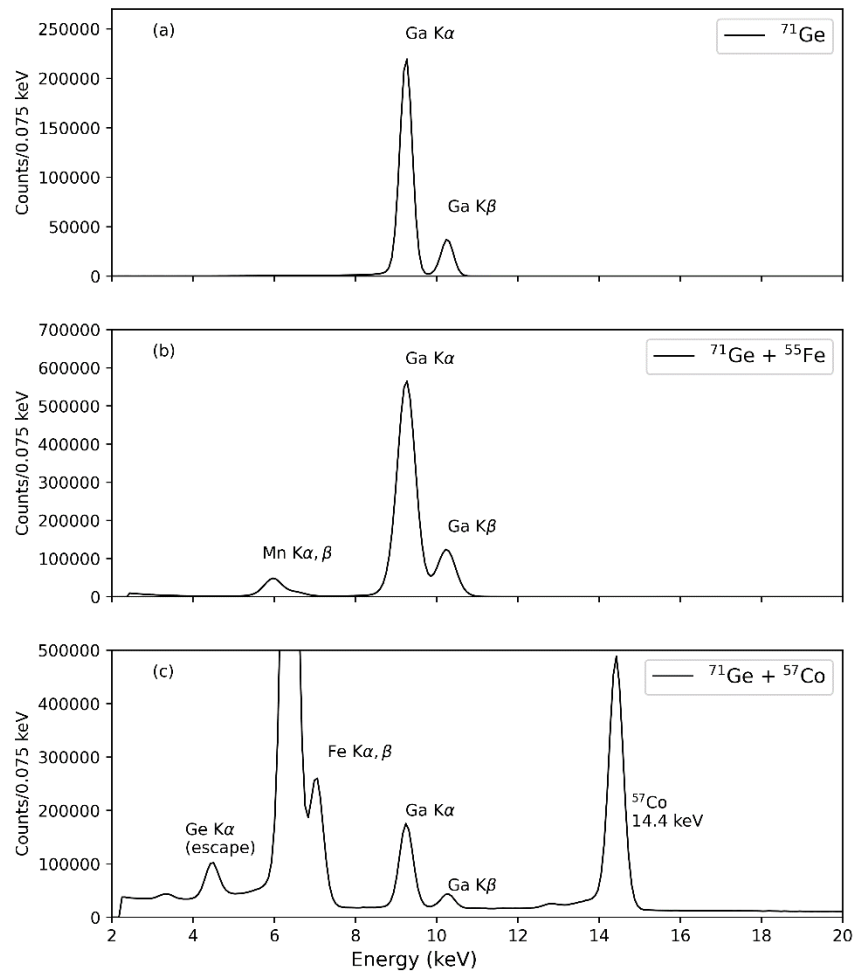 (a)
Ga Kα
⁷¹Ge
Ga Kβ
250000
200000
150000
100000
50000
0
Counts/0.075 keV
(b)
Ga Kα
⁷¹Ge + ⁵⁵Fe
Mn Kα, β
Ga Kβ
700000
600000
500000
400000
300000
200000
100000
0
Counts/0.075 keV
(c)
⁷¹Ge + ⁵⁷Co
Fe Kα, β
Ga Kα
⁵⁷Co
14.4 keV
Ge Kα
(escape)
Ga Kβ
500000
400000
300000
200000
100000
0
Counts/0.075 keV
2 4 6 8 10 12 14 16 18 20
Energy (keV)